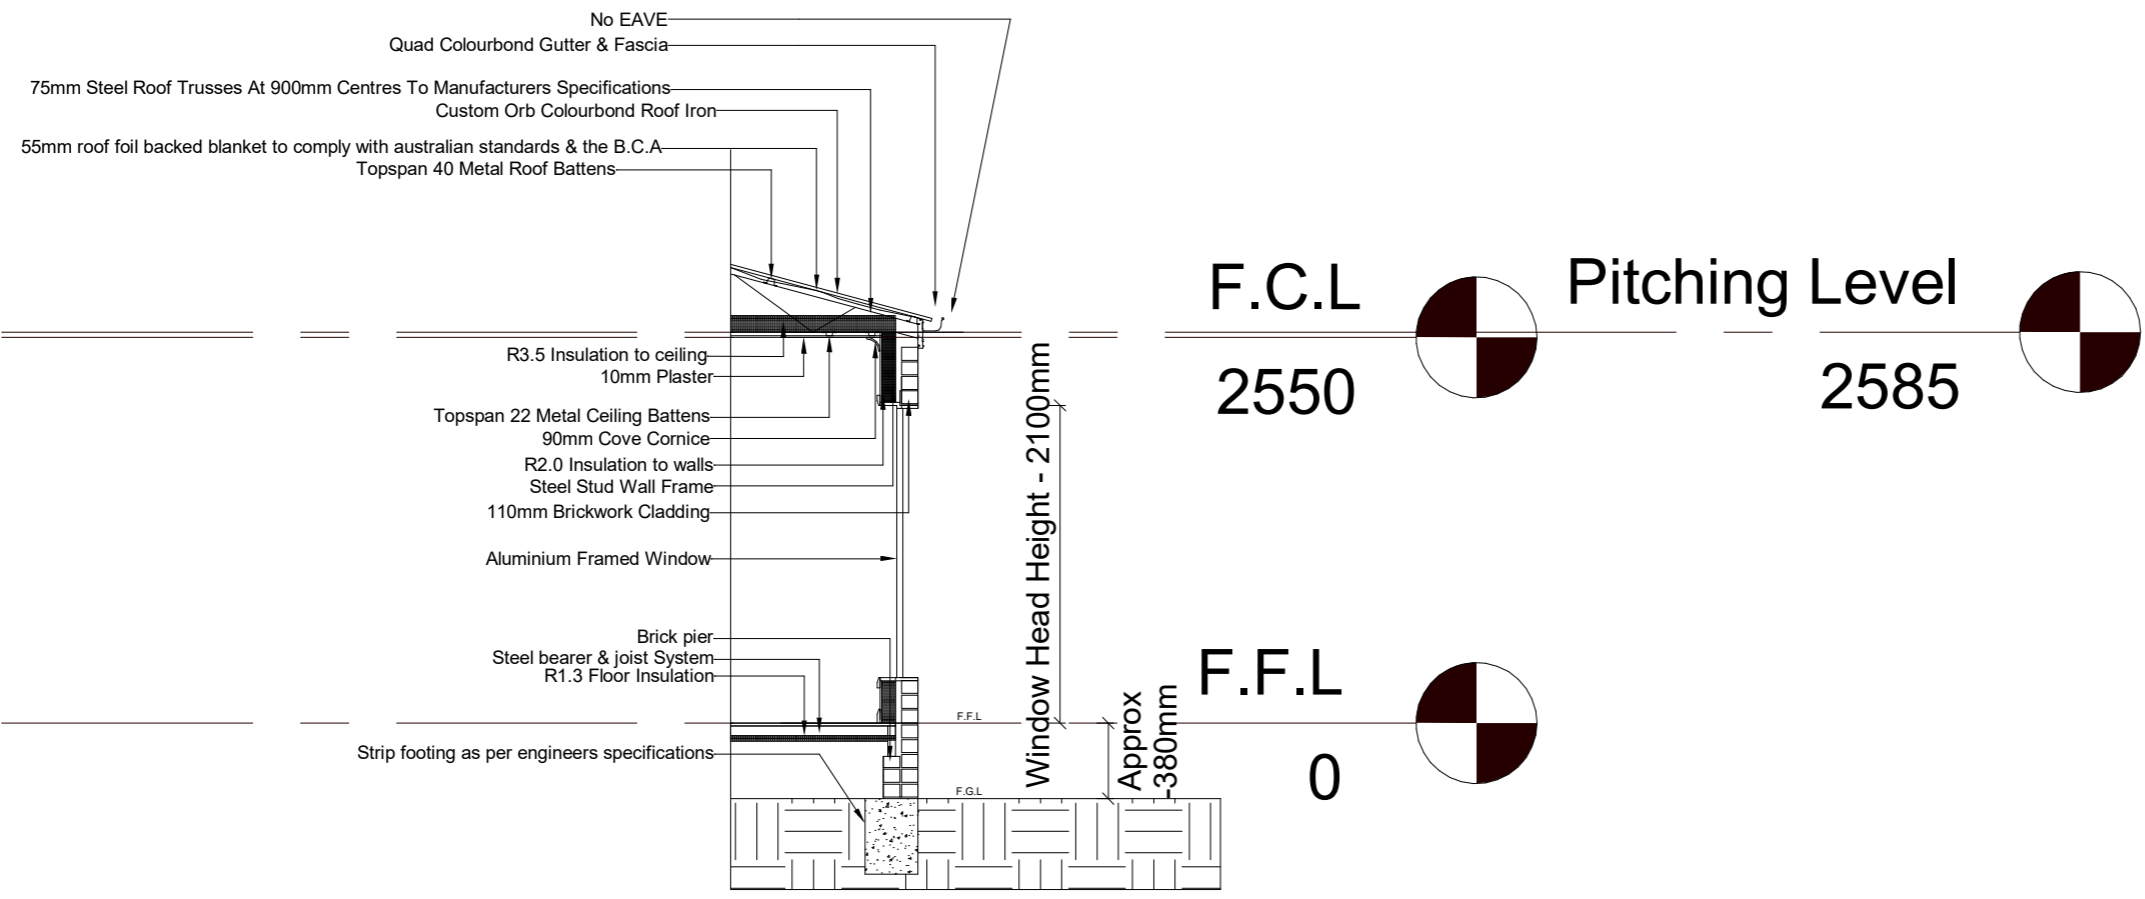 No EAVE
Quad Colourbond Gutter & Fascia
75mm Steel Roof Trusses At 900mm Centres To Manufacturers Specifications
Custom Orb Colourbond Roof Iron
55mm roof foil backed blanket to comply with australian standards & the B.C.A
Topspan 40 Metal Roof Battens
F.C.L
2550
Pitching Level
2585
R3.5 Insulation to ceiling
10mm Plaster
Topspan 22 Metal Ceiling Battens
90mm Cove Cornice
R2.0 Insulation to walls
Steel Stud Wall Frame
110mm Brickwork Cladding
Aluminium Framed Window
Window Head Height - 2100mm
Brick pier
Steel bearer & joist System
R1.3 Floor Insulation
F.F.L
F.F.L
0
Approx
380mm
Strip footing as per engineers specifications
F.G.L